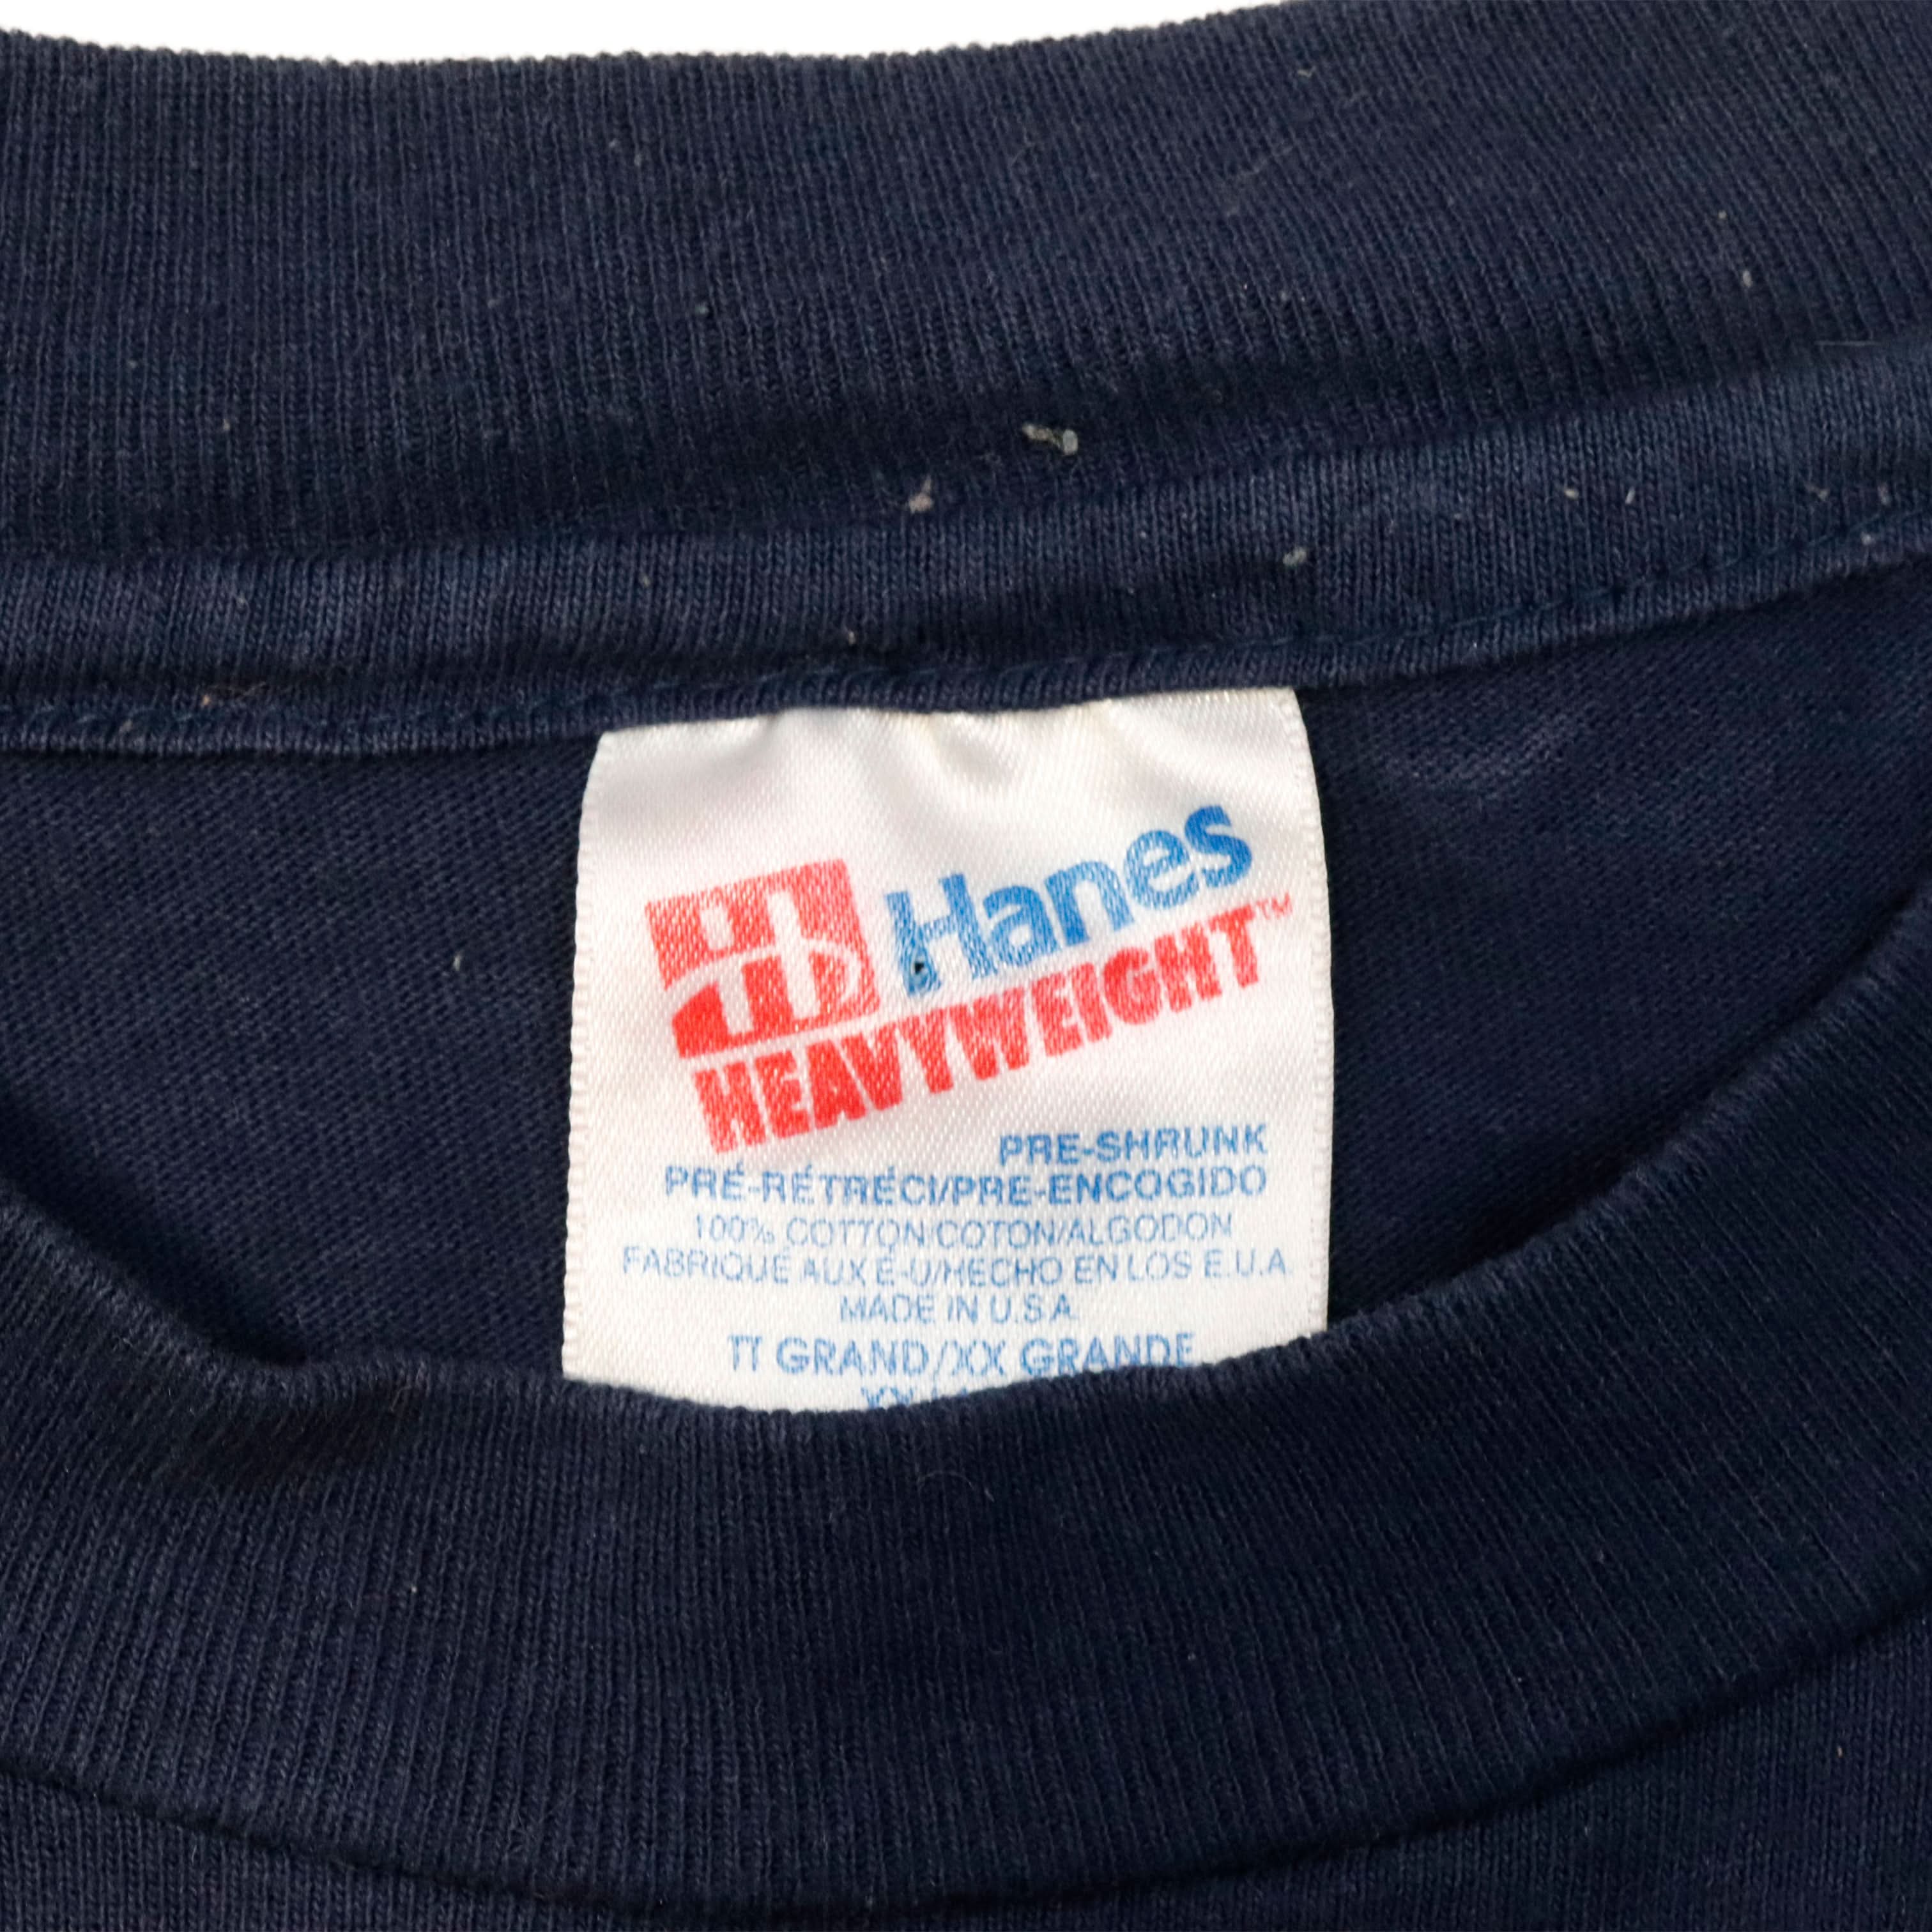 Hanes
HEAVYWEIGHT™
PRE-SHRUNK
PRÉ-RÉTRÉCI/PRE-ENCOGIDO
100% COTTON/COTON/ALGODON
FABRIQUÉ AUX É-U/HECHO EN LOS E.U.A
MADE IN U.S.A.
TT GRAND/XX GRANDE